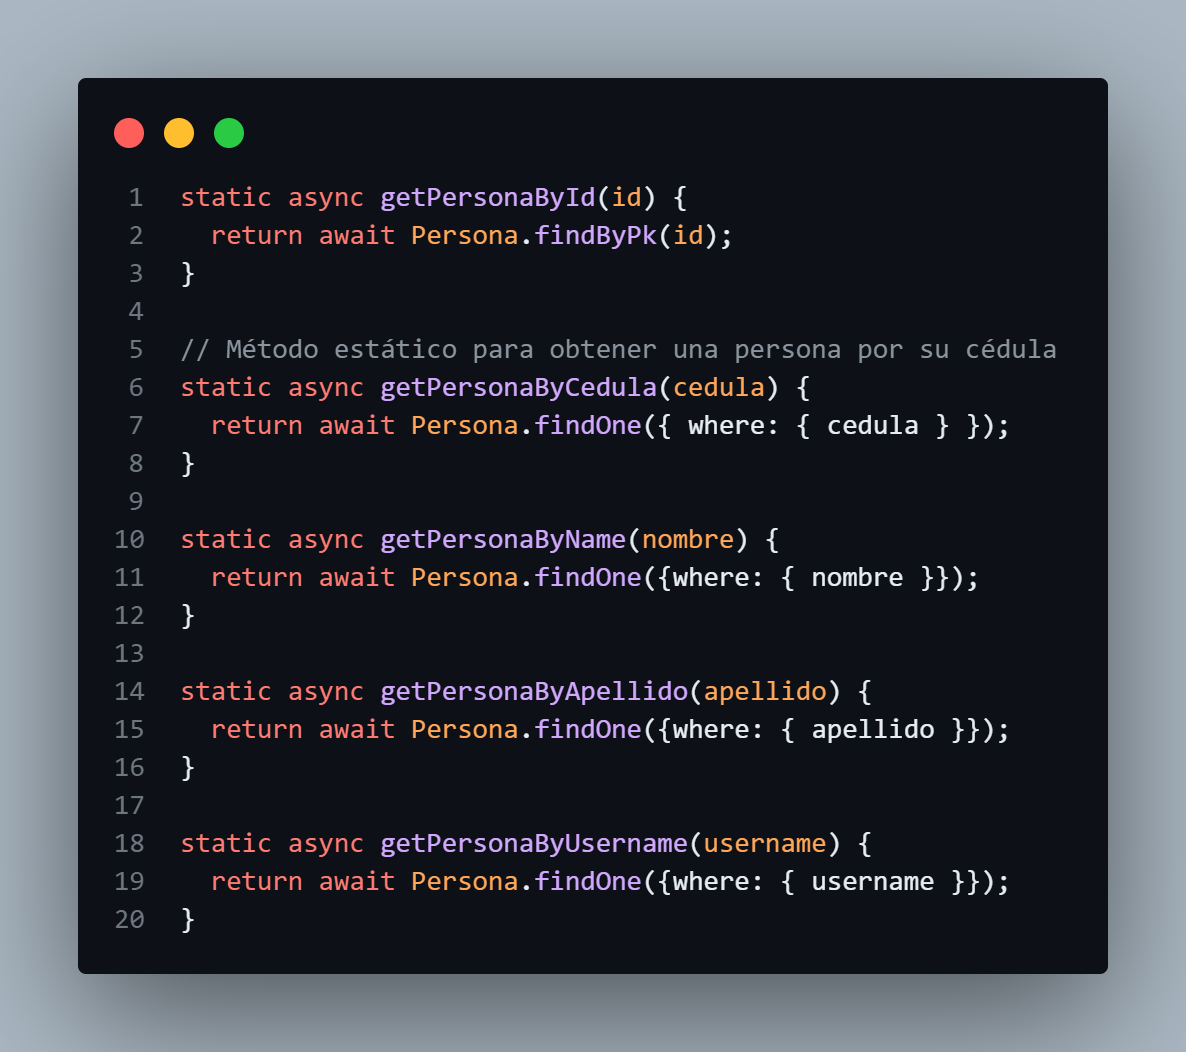 1 static async getPersonaById(id) {
2   return await Persona.findByPk(id);
3 }
4
5 // Método estático para obtener una persona por su cédula
6 static async getPersonaByCedula(cedula) {
7   return await Persona.findOne({ where: { cedula } });
8 }
9
10 static async getPersonaByName(nombre) {
11   return await Persona.findOne({where: { nombre }});
12 }
13
14 static async getPersonaByApellido(apellido) {
15   return await Persona.findOne({where: { apellido }});
16 }
17
18 static async getPersonaByUsername(username) {
19   return await Persona.findOne({where: { username }});
20 }